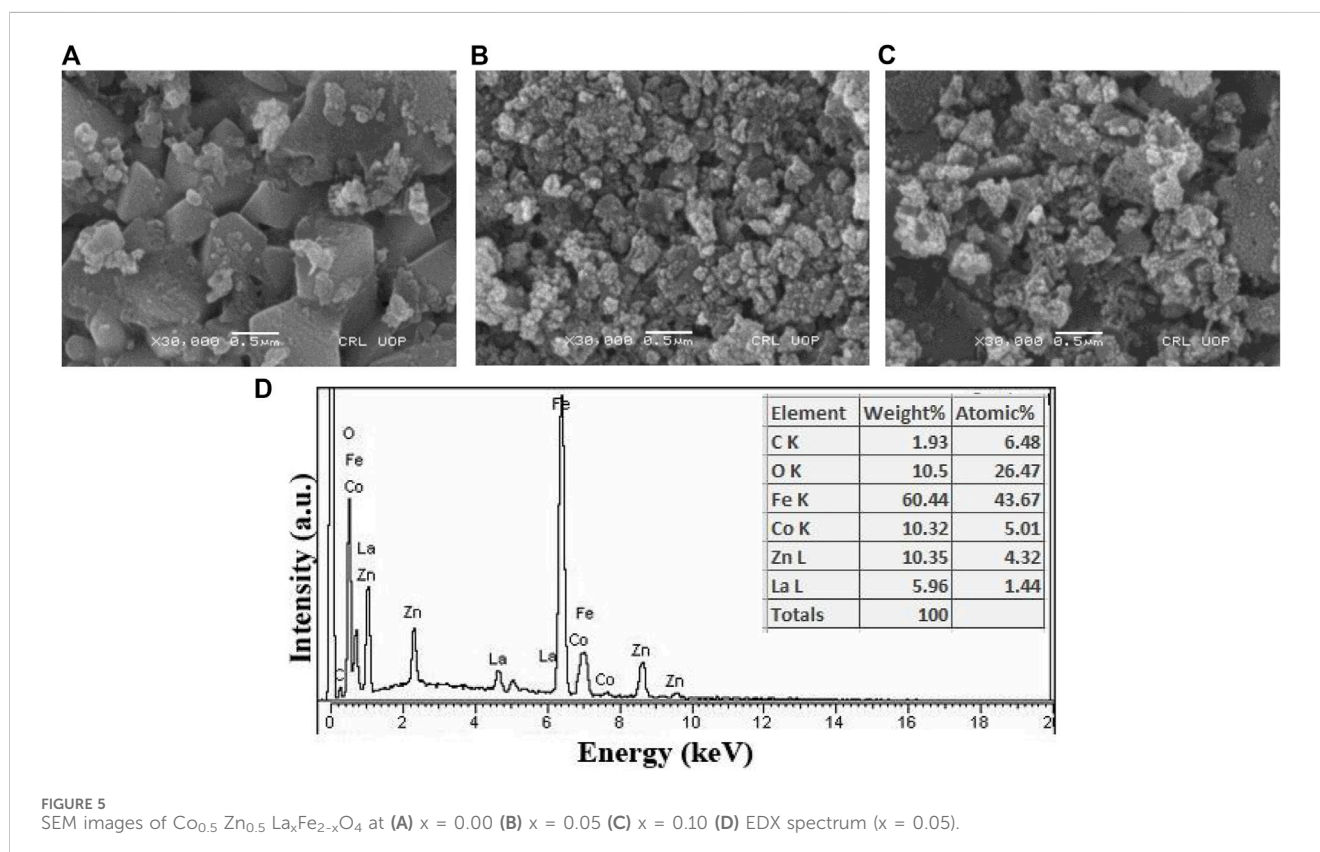 A
B
C
X30,000 0.5µm CRL UOP
X30,000 0.5µm CRL UOP
X30,000 0.5µm CRL UOP
D
Intensity (a.u.)
O
Fe
Co
La
Zn
C
Zn
La
La
Fe
Fe
Co
Co
Zn
Zn
Element Weight% Atomic%
C K 1.93 6.48
O K 10.5 26.47
Fe K 60.44 43.67
Co K 10.32 5.01
Zn L 10.35 4.32
La L 5.96 1.44
Totals 100
0 2 4 6 8 10 12 14 16 18 2
Energy (keV)
FIGURE 5
SEM images of Co₀.₅ Zn₀.₅ LaₓFe₂₋ₓO₄ at (A) x = 0.00 (B) x = 0.05 (C) x = 0.10 (D) EDX spectrum (x = 0.05).